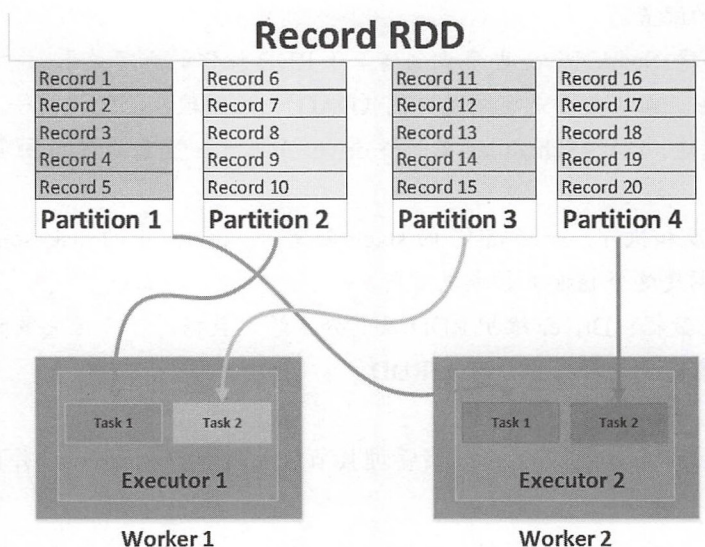 Record RDD
Record 1
Record 2
Record 3
Record 4
Record 5
Partition 1
Record 6
Record 7
Record 8
Record 9
Record 10
Partition 2
Record 11
Record 12
Record 13
Record 14
Record 15
Partition 3
Record 16
Record 17
Record 18
Record 19
Record 20
Partition 4
Task 1
Task 2
Executor 1
Worker 1
Task 1
Task 2
Executor 2
Worker 2